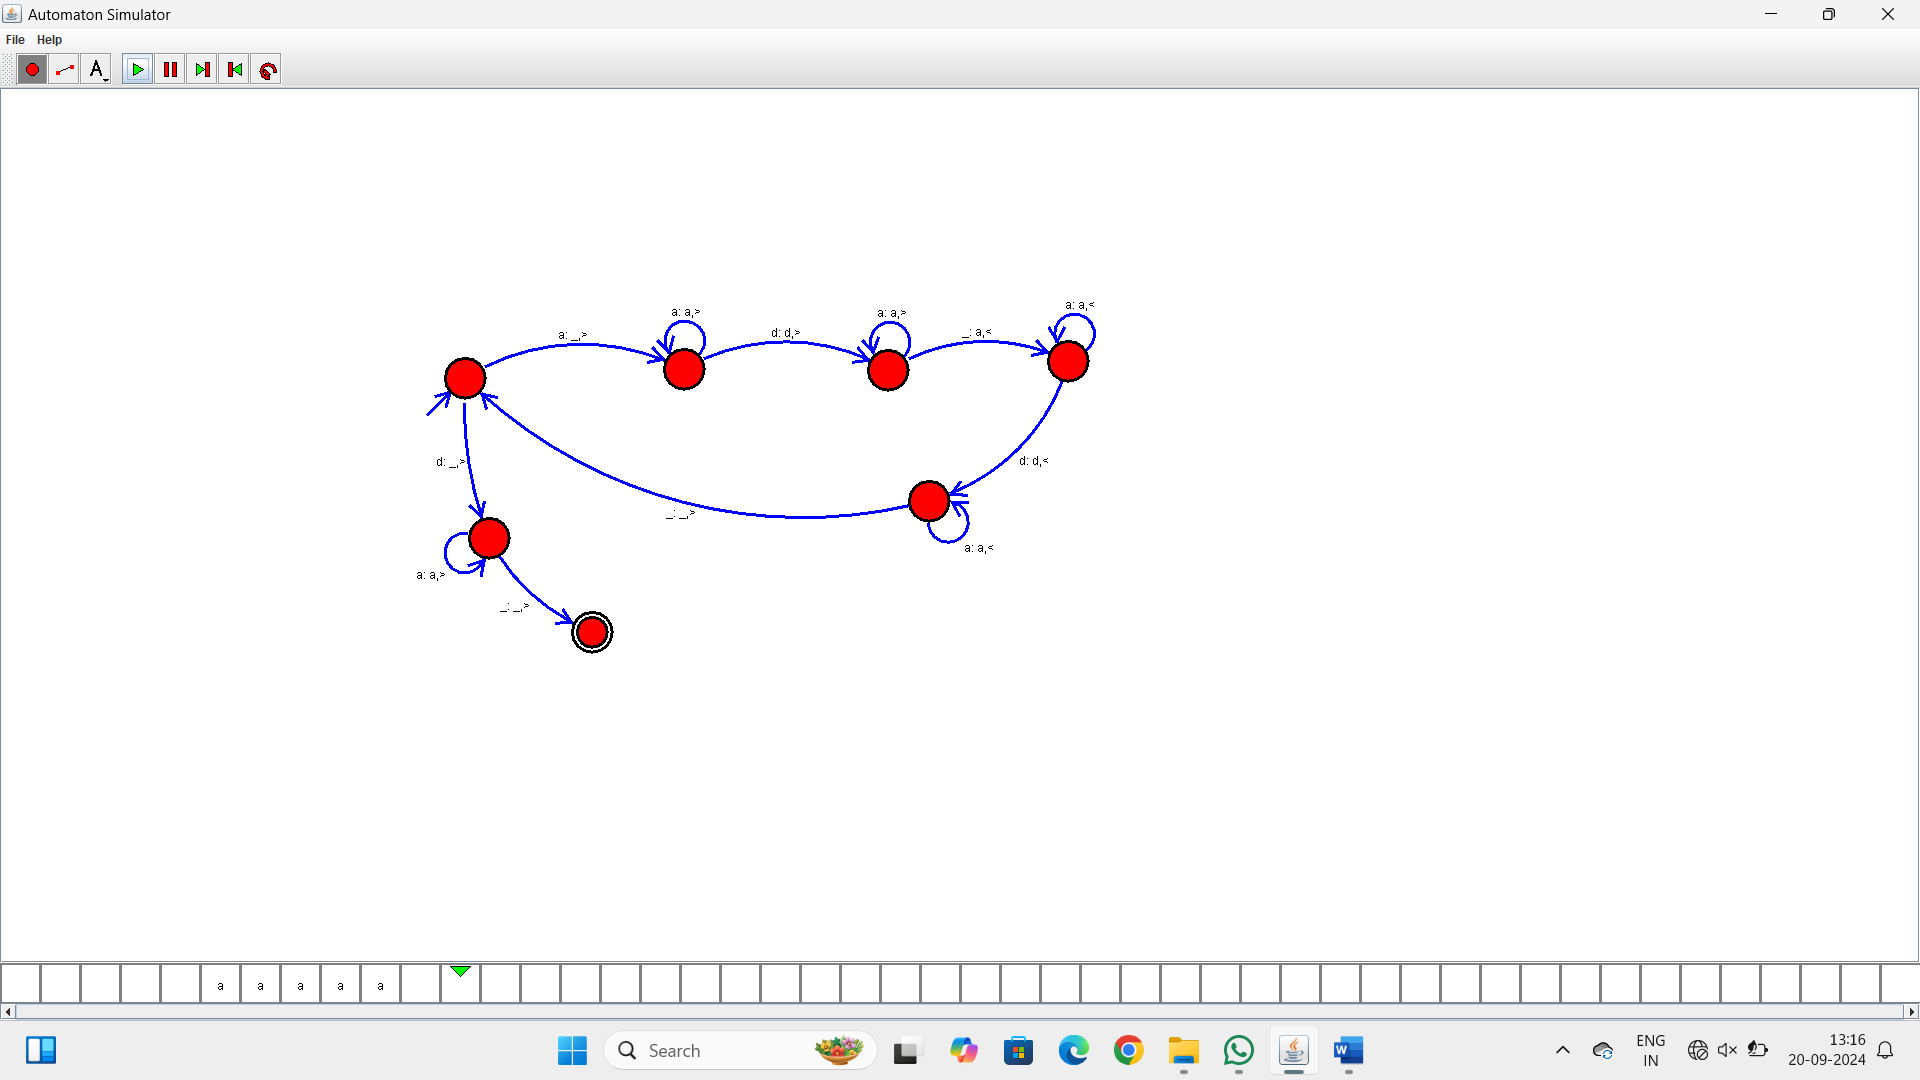 Automaton Simulator
File Help
A
a: a,<
a: a,> a: a,>
a: _,> d: d,> _: a,<
d: _,> d: d,<
_: _,>
a: a,<
a: a,>
_: _,>
a a a a a
Search
ENG
IN
13:16
20-09-2024